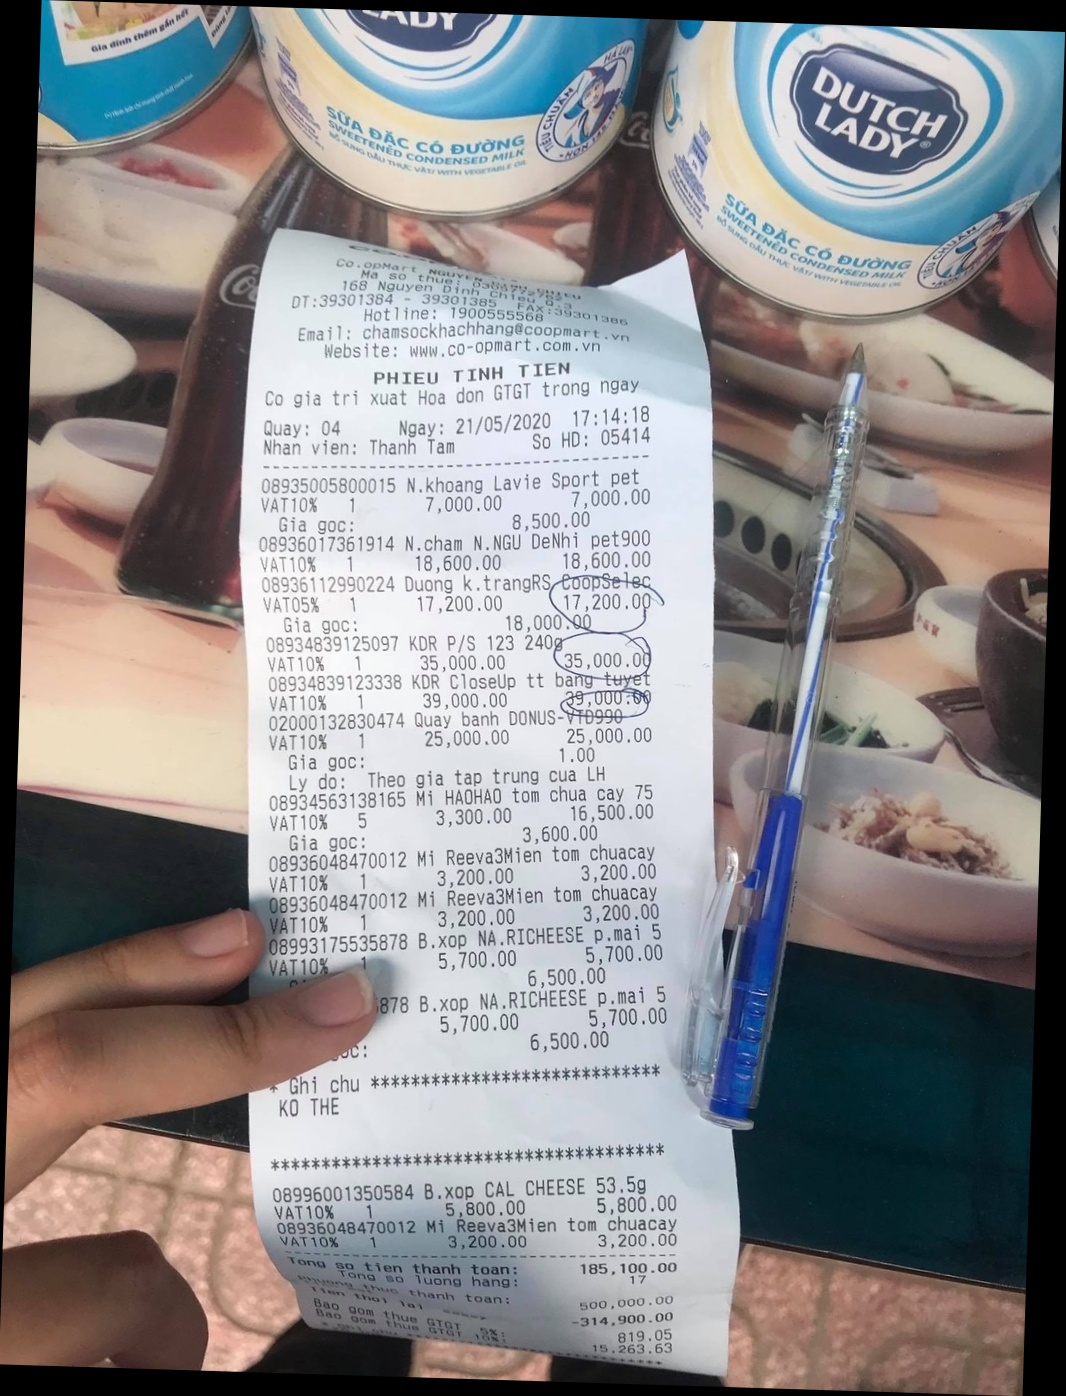 Gia đình thêm gắn kết
LADY
TIÊU CHUẨN HÀ LAN
SỮA ĐẶC CÓ ĐƯỜNG
SWEETENED CONDENSED MILK
BỔ SUNG DẦU THỰC VẬT/ WITH VEGETABLE OIL
DUTCH
LADY®
SỮA ĐẶC CÓ ĐƯỜNG
SWEETENED CONDENSED MILK
BỔ SUNG DẦU THỰC VẬT/ WITH VEGETABLE OIL
TIÊU CHUẨN
Co.opMart NGUYEN DINH CHIEU
Ma so thue:
168 Nguyen Dinh Chieu Q.3
DT:39301384 - 39301385 FAX:39301386
Hotline: 1900555568
Email: chamsockhachhang@coopmart.vn
Website: www.co-opmart.com.vn
PHIEU TINH TIEN
Co gia tri xuat Hoa don GTGT trong ngay
Quay: 04 Ngay: 21/05/2020 17:14:18
Nhan vien: Thanh Tam So HD: 05414
08935005800015 N.khoang Lavie Sport pet
VAT10% 1 7,000.00 7,000.00
Gia goc: 8,500.00
08936017361914 N.cham N.NGU DeNhi pet900
VAT10% 1 18,600.00 18,600.00
08936112990224 Duong k.trangRS CoopSelec
VAT05% 1 17,200.00 17,200.00
Gia goc: 18,000.00
08934839125097 KDR P/S 123 240g
VAT10% 1 35,000.00 35,000.00
08934839123338 KDR CloseUp tt bang tuyet
VAT10% 1 39,000.00 39,000.00
02000132830474 Quay banh DONUS-VTD990
VAT10% 1 25,000.00 25,000.00
Gia goc: 1.00
Ly do: Theo gia tap trung cua LH
08934563138165 Mi HAOHAO tom chua cay 75
VAT10% 5 3,300.00 16,500.00
Gia goc: 3,600.00
08936048470012 Mi Reeva3Mien tom chuacay
VAT10% 1 3,200.00 3,200.00
08936048470012 Mi Reeva3Mien tom chuacay
VAT10% 1 3,200.00 3,200.00
08993175535878 B.xop NA.RICHEESE p.mai 5
VAT10% 1 5,700.00 5,700.00
6,500.00
878 B.xop NA.RICHEESE p.mai 5
5,700.00 5,700.00
6,500.00
* Ghi chu ****************************
KO THE
**************************************
08996001350584 B.xop CAL CHEESE 53.5g
VAT10% 1 5,800.00 5,800.00
08936048470012 Mi Reeva3Mien tom chuacay
VAT10% 1 3,200.00 3,200.00
Tong so tien thanh toan: 185,100.00
Tong so luong hang: 17
Phuong thuc thanh toan:
500,000.00
Tien thoi lai -314,900.00
Bao gom thue GTGT 5%: 819.05
Bao gom thue GTGT 10%: 15,263.63